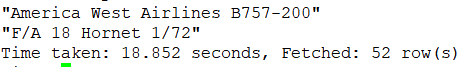 "America West Airlines B757-200"
"F/A 18 Hornet 1/72"
Time taken: 18.852 seconds, Fetched: 52 row(s)